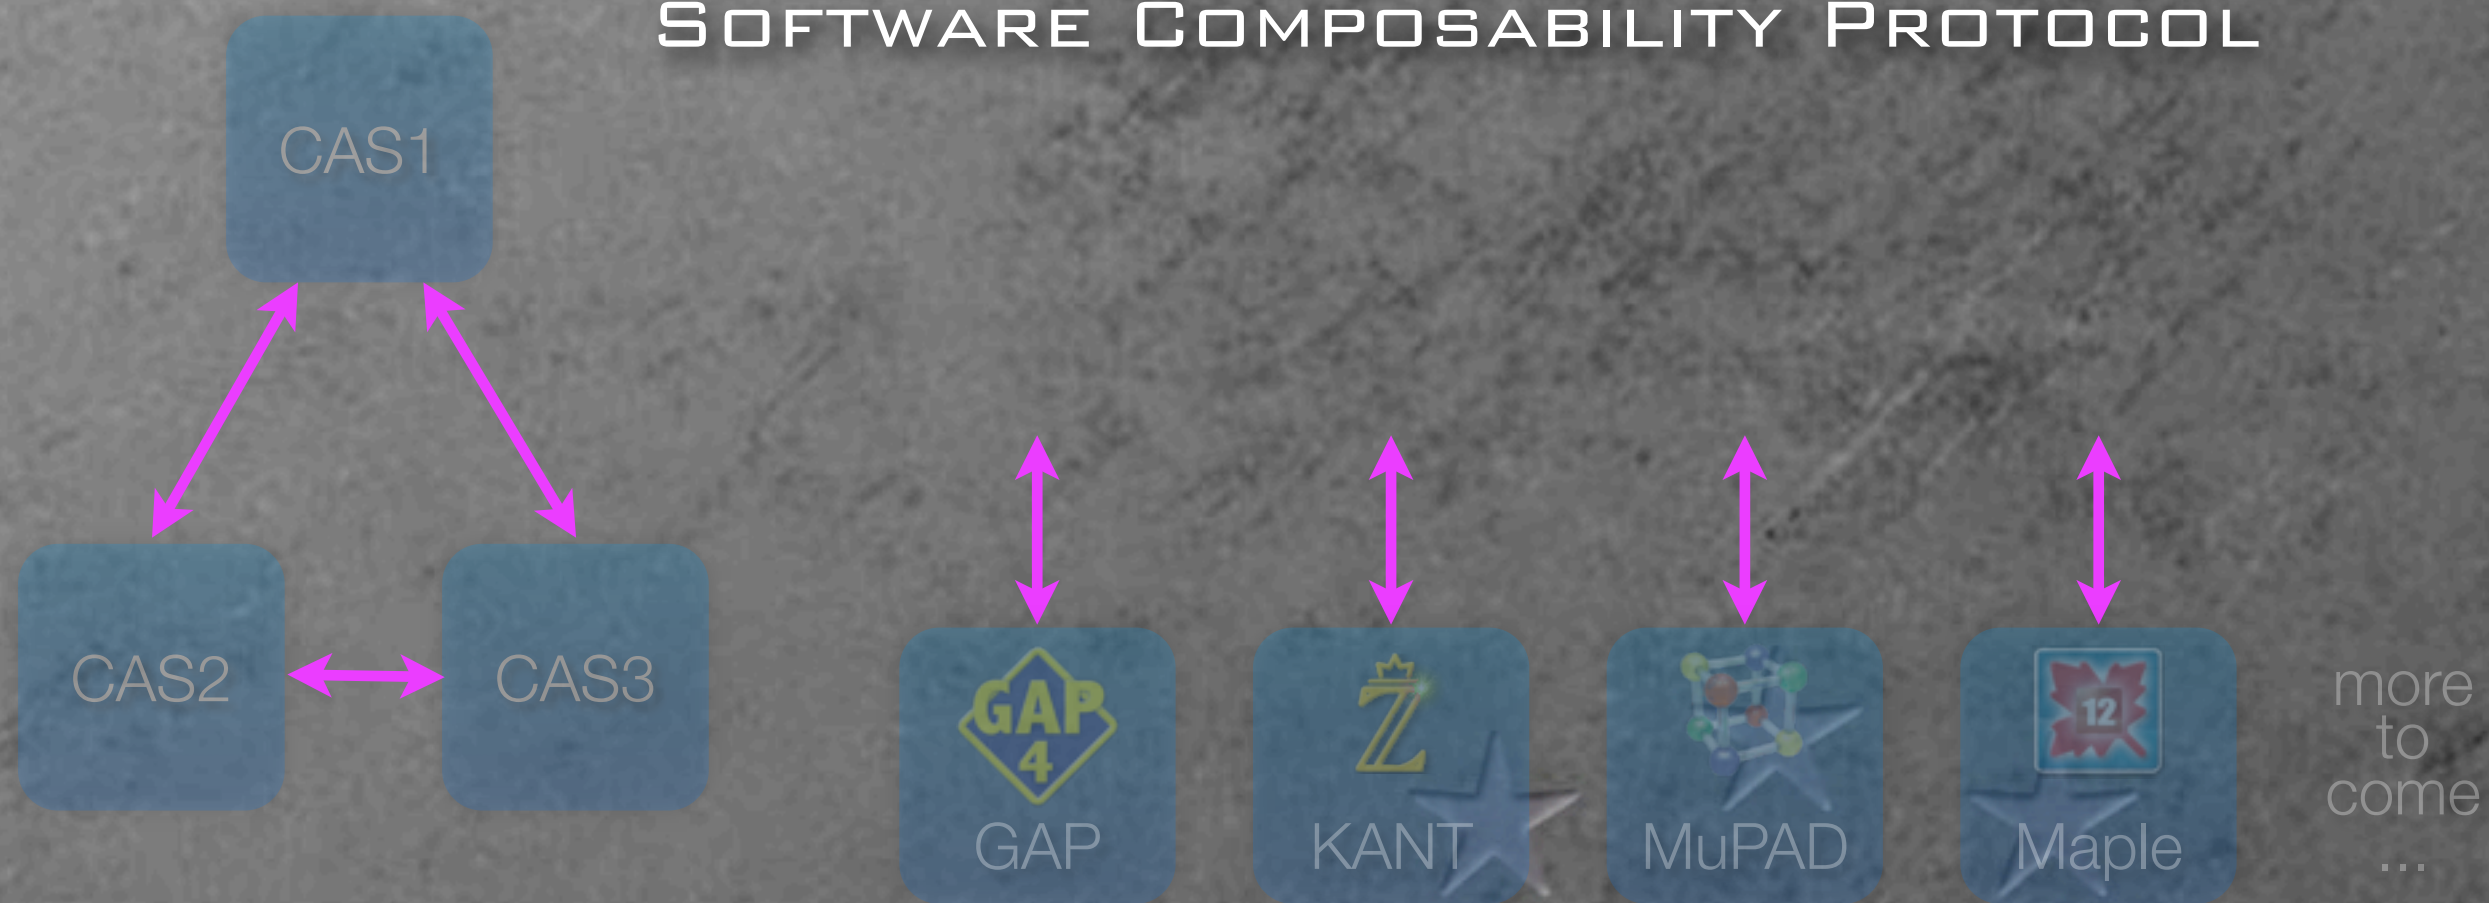 SOFTWARE COMPOSABILITY PROTOCOL
CAS1
CAS2
CAS3
GAP
4
GAP
Z
KANT
MuPAD
12
Maple
more
to
come
...